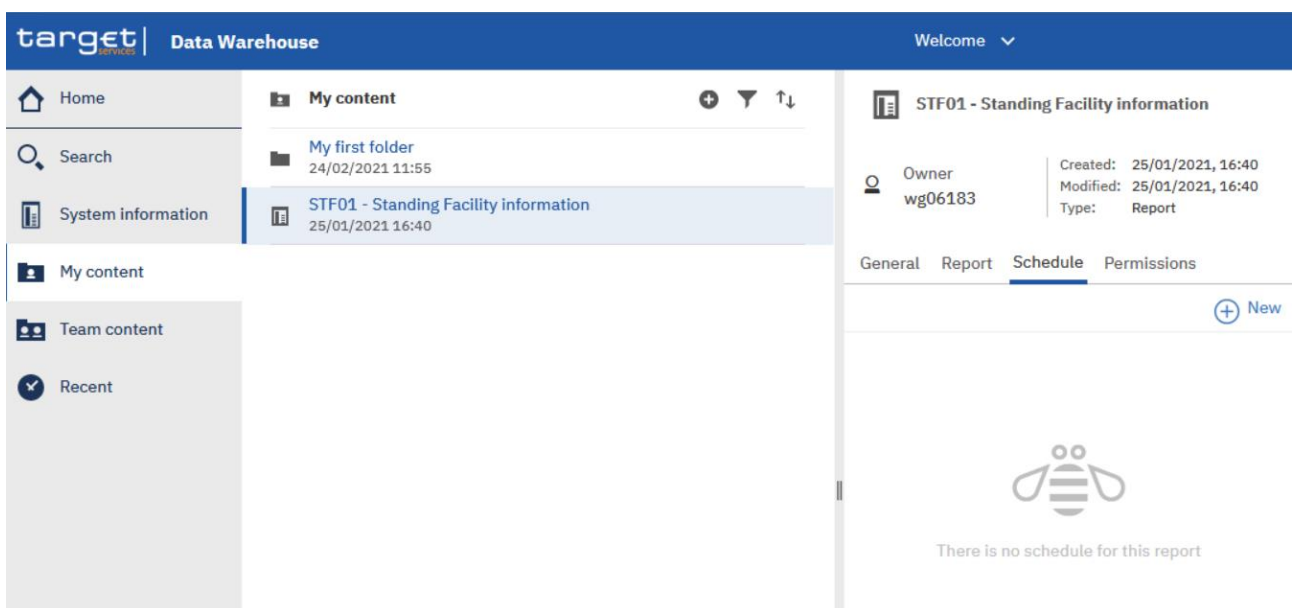 target services | Data Warehouse
Welcome
Home
Search
System information
My content
Team content
Recent
My content
My first folder
24/02/2021 11:55
STF01 - Standing Facility information
25/01/2021 16:40
STF01 - Standing Facility information
Owner
wg06183
Created: 25/01/2021, 16:40
Modified: 25/01/2021, 16:40
Type: Report
General Report Schedule Permissions
New
There is no schedule for this report